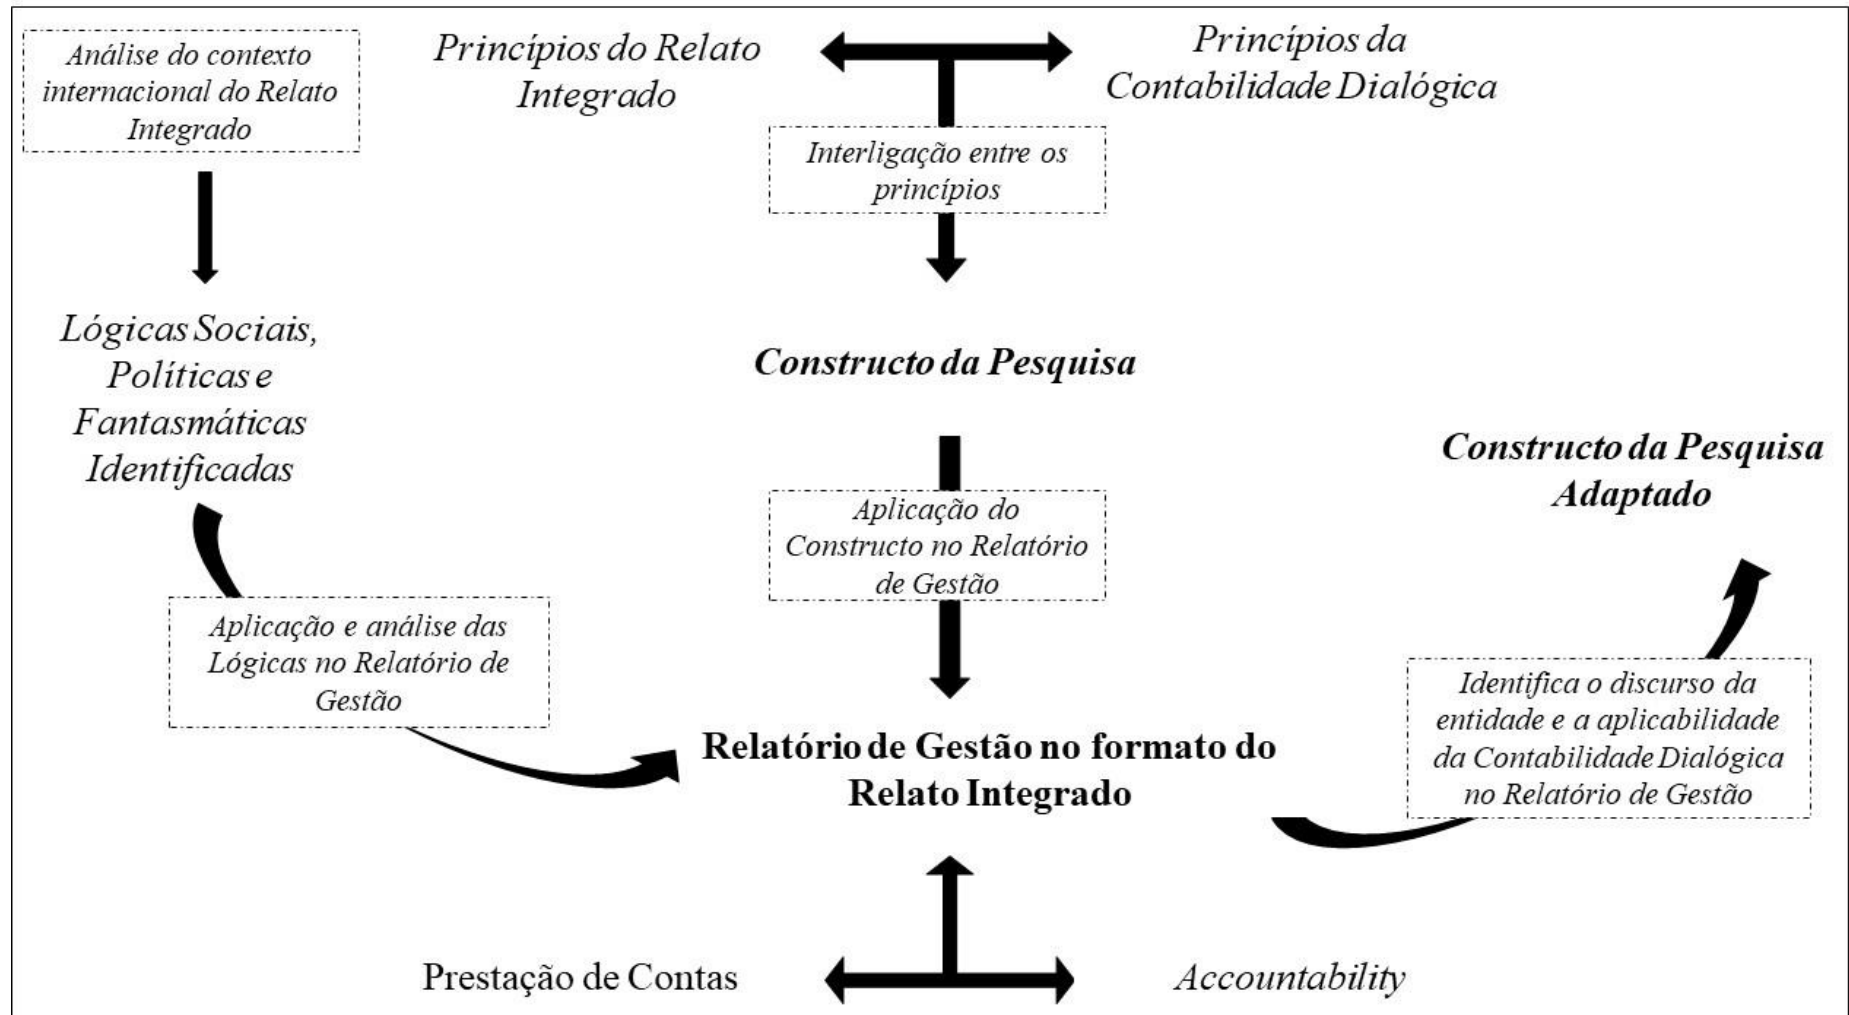 Análise do contexto
internacional do Relato
Integrado
Princípios do Relato
Integrado
Princípios da
Contabilidade Dialógica
Interligação entre os
princípios
Lógicas Sociais,
Políticas e
Fantasmáticas
Identificadas
Constructo da Pesquisa
Constructo da Pesquisa
Adaptado
Aplicação do
Constructo no Relatório
de Gestão
Aplicação e análise das
Lógicas no Relatório de
Gestão
Identifica o discurso da
entidade e a aplicabilidade
da Contabilidade Dialógica
no Relatório de Gestão
Relatório de Gestão no formato do
Relato Integrado
Prestação de Contas
Accountability